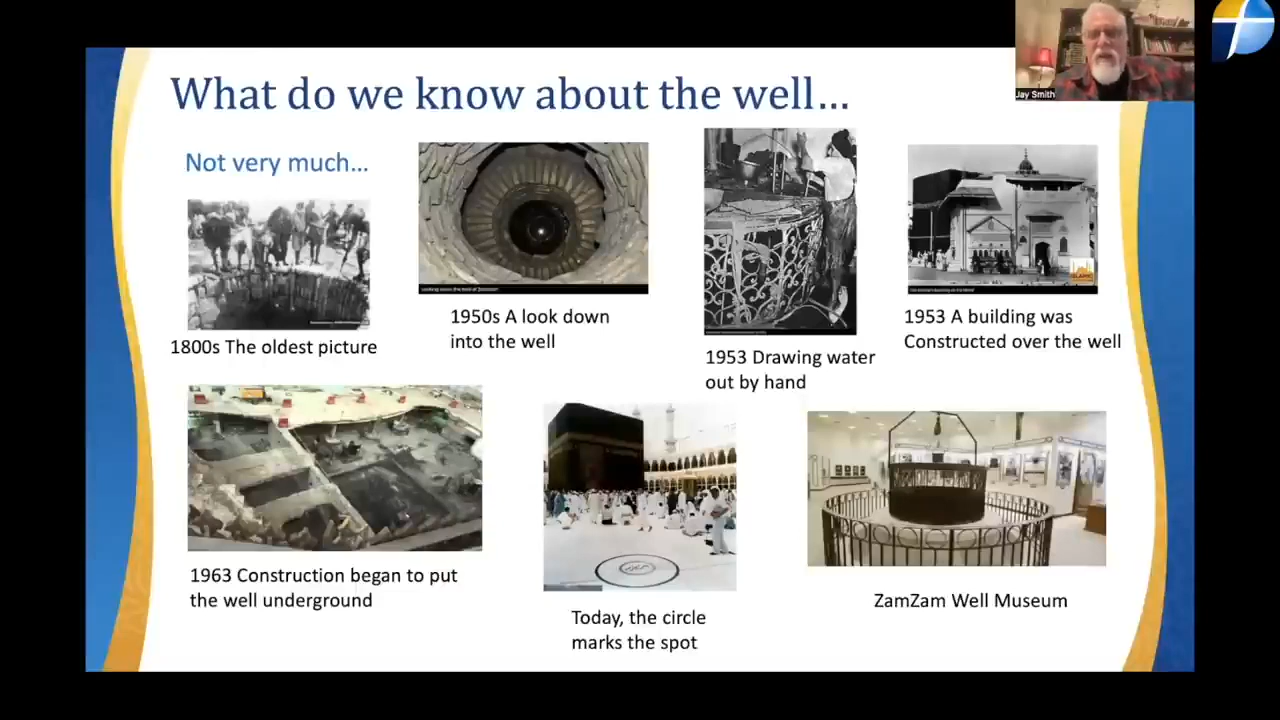 What do we know about the well...
Jay Smith
Not very much...
1800s The oldest picture
1950s A look down
into the well
1953 Drawing water
out by hand
1953 A building was
Constructed over the well
1963 Construction began to put
the well underground
Today, the circle
marks the spot
ZamZam Well Museum